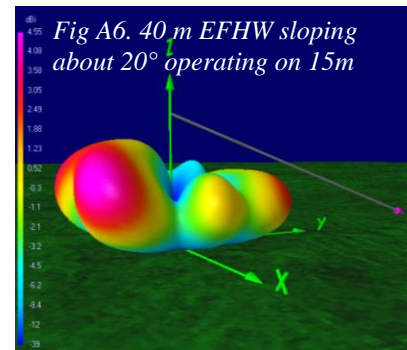 dBi
4.55
4.08
3.58
3.05
2.49
1.88
1.23
0.52
-0.3
-1.1
-2.1
-3.2
-4.5
-6.2
-8.4
-12
-39
Fig A6. 40 m EFHW sloping
about 20° operating on 15m
Z
Y
X